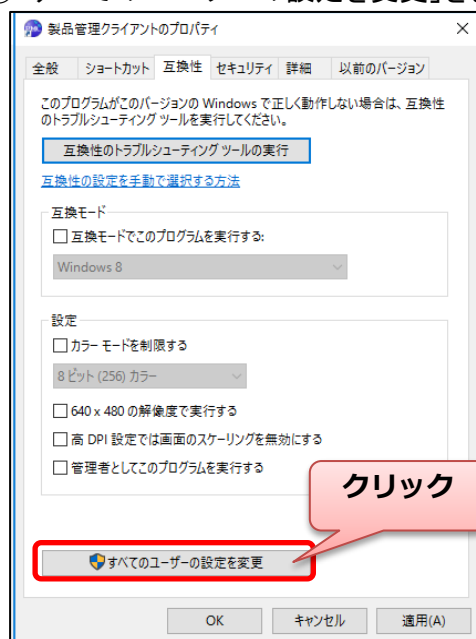 設定を変更
製品管理クライアントのプロパティ
全般 ショートカット 互換性 セキュリティ 詳細 以前のバージョン
このプログラムがこのバージョンの Windows で正しく動作しない場合は、互換性
のトラブルシューティング ツールを実行してください。
互換性のトラブルシューティング ツールの実行
互換性の設定を手動で選択する方法
互換モード
互換モードでこのプログラムを実行する:
Windows 8
設定
カラー モードを制限する
8 ビット (256) カラー
640 x 480 の解像度で実行する
高 DPI 設定では画面のスケーリングを無効にする
管理者としてこのプログラムを実行する
クリック
すべてのユーザーの設定を変更
OK キャンセル 適用(A)